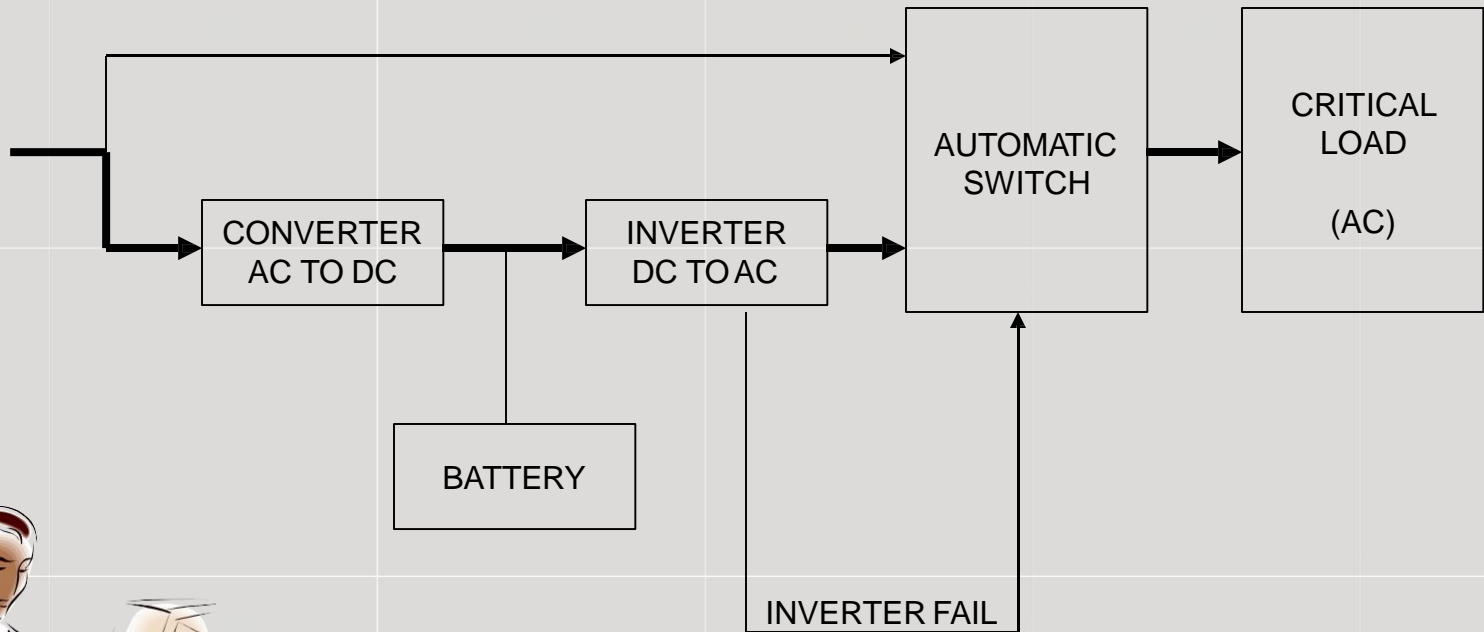 AUTOMATIC
SWITCH
CRITICAL
LOAD
(AC)
CONVERTER
AC TO DC
INVERTER
DC TO AC
BATTERY
INVERTER FAIL